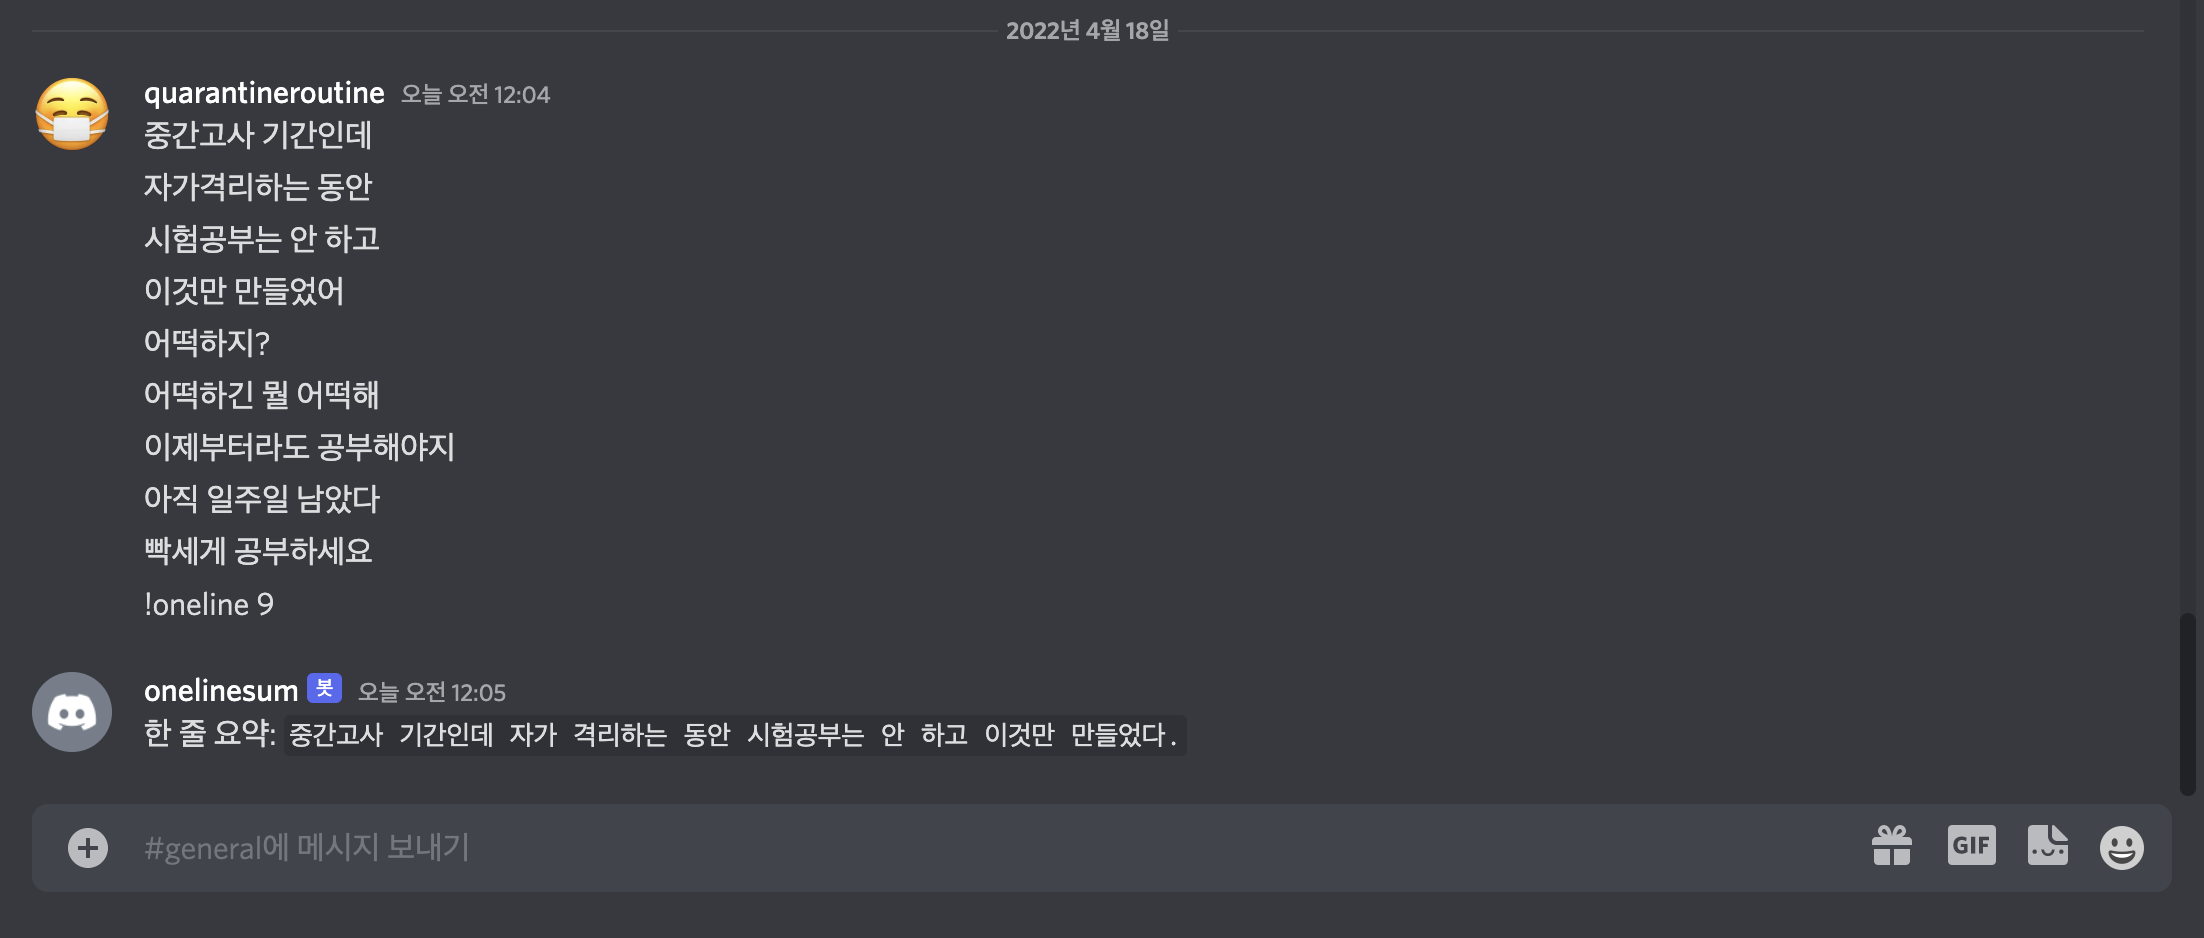 2022년 4월 18일
quarantineroutine 오늘 오전 12:04
중간고사 기간인데
자가격리하는 동안
시험공부는 안 하고
이것만 만들었어
어떡하지?
어떡하긴 뭘 어떡해
이제부터라도 공부해야지
아직 일주일 남았다
빡세게 공부하세요
!oneline 9
onelinesum 봇 오늘 오전 12:05
한 줄 요약: 중간고사 기간인데 자가 격리하는 동안 시험공부는 안 하고 이것만 만들었다.
#general에 메시지 보내기
GIF